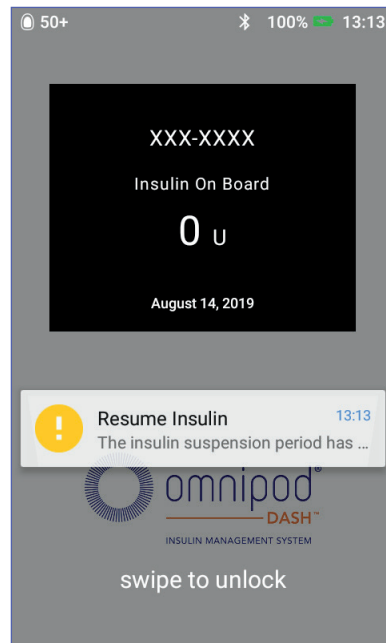 50+ 100% 13:13
XXX-XXXX
Insulin On Board
0 U
August 14, 2019
Resume Insulin 13:13
The insulin suspension period has ...
omnipod®
DASH™
INSULIN MANAGEMENT SYSTEM
swipe to unlock